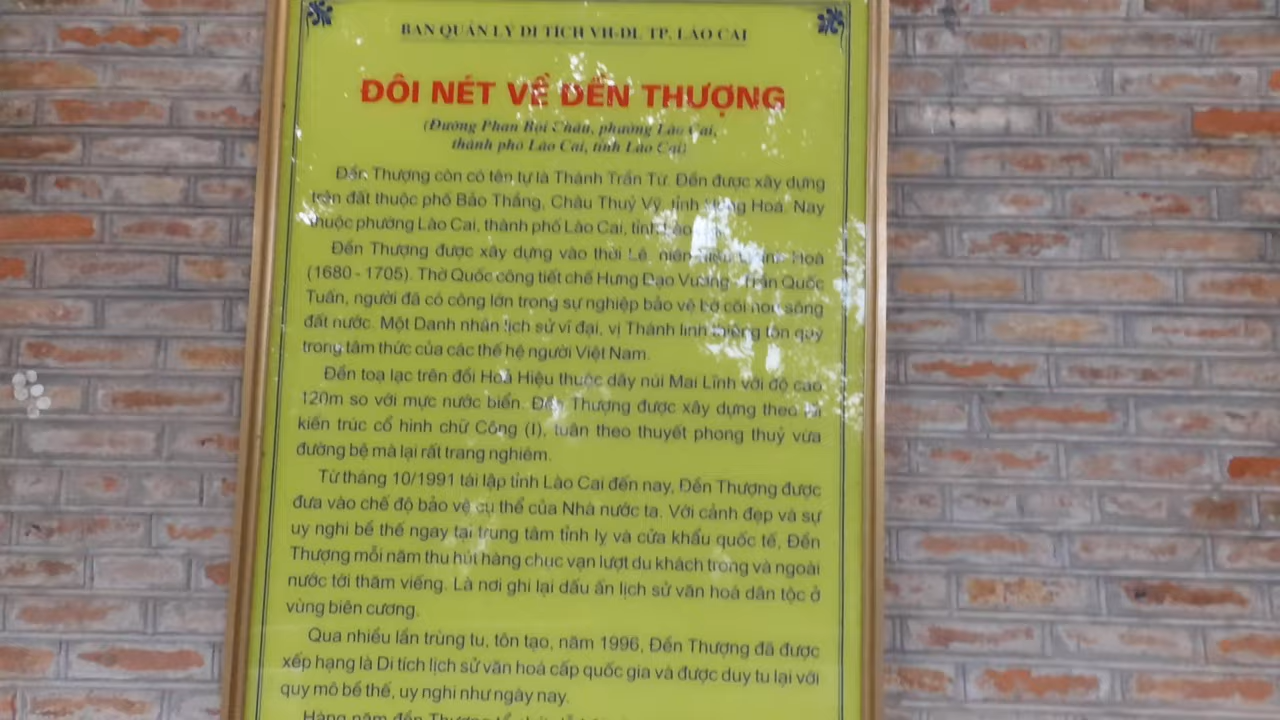 BAN QUẢN LÝ DI TÍCH VH-DL TP. LÀO CAI
ĐÔI NÉT VỀ ĐỀN THƯỢNG
(Đường Phan Bội Châu, phường Lào Cai,
thành phố Lào Cai, tỉnh Lào Cai)
Đền Thượng còn có tên tự là Thánh Trần Từ. Đền được xây dựng
trên đất thuộc phố Bảo Thắng, Châu Thuỷ Vỹ, tỉnh Hưng Hoá. Nay
thuộc phường Lào Cai, thành phố Lào Cai, tỉnh Lào
Đền Thượng được xây dựng vào thời Lê, niên hiệu Hoà
(1680 - 1705). Thờ Quốc công tiết chế Hưng Đạo Vương - Trần Quốc
Tuấn, người đã có công lớn trong sự nghiệp bảo vệ bờ cõi non sông
đất nước. Một Danh nhân lịch sử vĩ đại, vị Thánh linh thiêng tôn quý
trong tâm thức của các thế hệ người Việt Nam.
Đền toạ lạc trên đồi Hoả Hiệu thuộc dãy núi Mai Lĩnh với độ cao
120m so với mực nước biển. Đền Thượng được xây dựng theo
kiến trúc cổ hình chữ Công (I), tuân theo thuyết phong thuỷ vừa
đường bệ mà lại rất trang nghiêm.
Từ tháng 10/1991 tái lập tỉnh Lào Cai đến nay, Đền Thượng được
đưa vào chế độ bảo vệ cụ thể của Nhà nước ta. Với cảnh đẹp và sự
uy nghi bề thế ngay tại trung tâm tỉnh lỵ và cửa khẩu quốc tế, Đền
Thượng mỗi năm thu hút hàng chục vạn lượt du khách trong và ngoài
nước tới thăm viếng. Là nơi ghi lại dấu ấn lịch sử văn hoá dân tộc ở
vùng biên cương.
Qua nhiều lần trùng tu, tôn tạo, năm 1996, Đền Thượng đã được
xếp hạng là Di tích lịch sử văn hoá cấp quốc gia và được duy tu lại với
quy mô bề thế, uy nghi như ngày nay.
Hàng năm đền Thượng